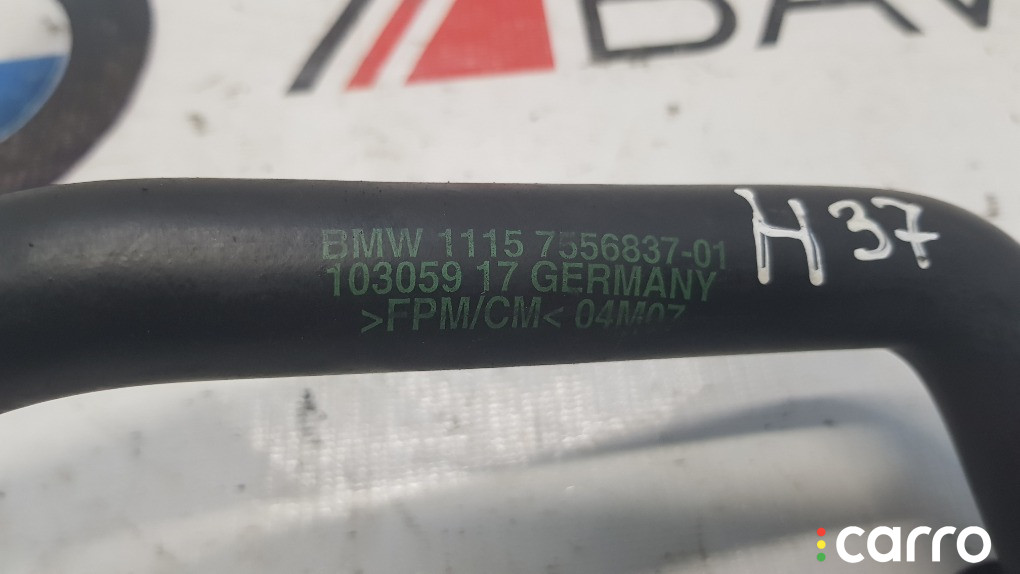 BMW 1115 7556837-01
103059 17 GERMANY
>FPM/CM< 04M07
H37
carro